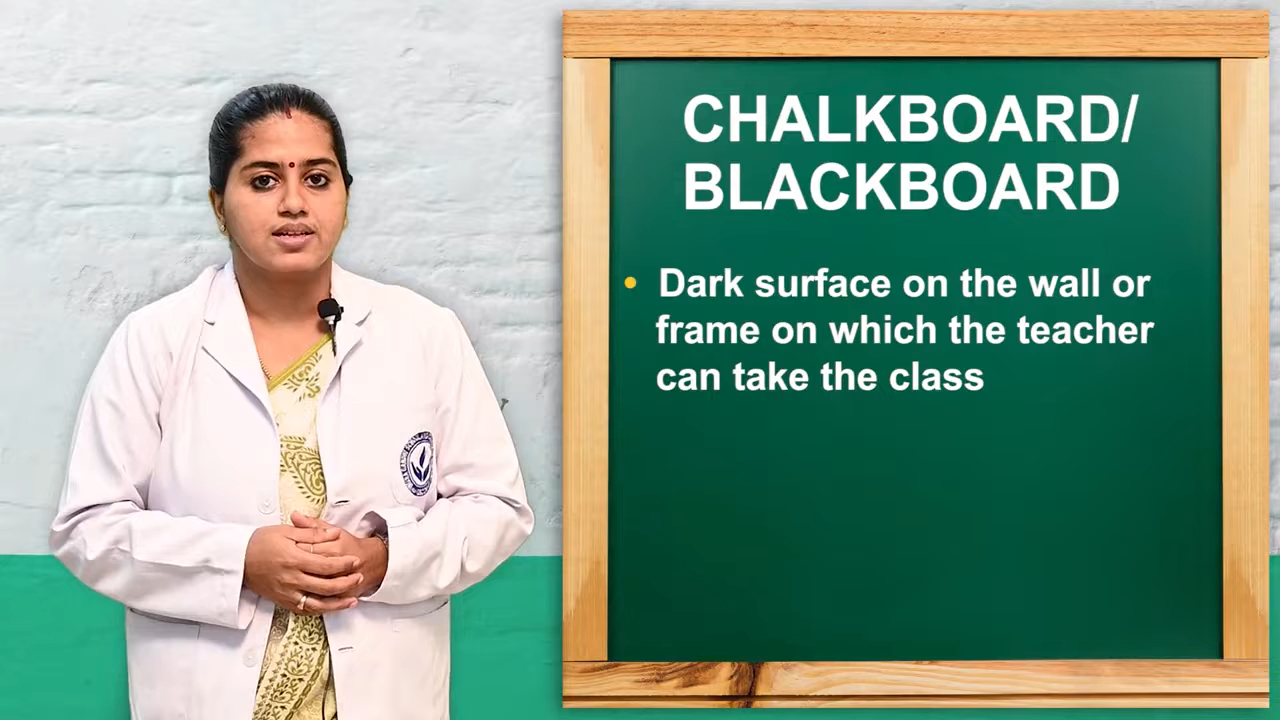 CHALKBOARD/
BLACKBOARD
• Dark surface on the wall or
frame on which the teacher
can take the class